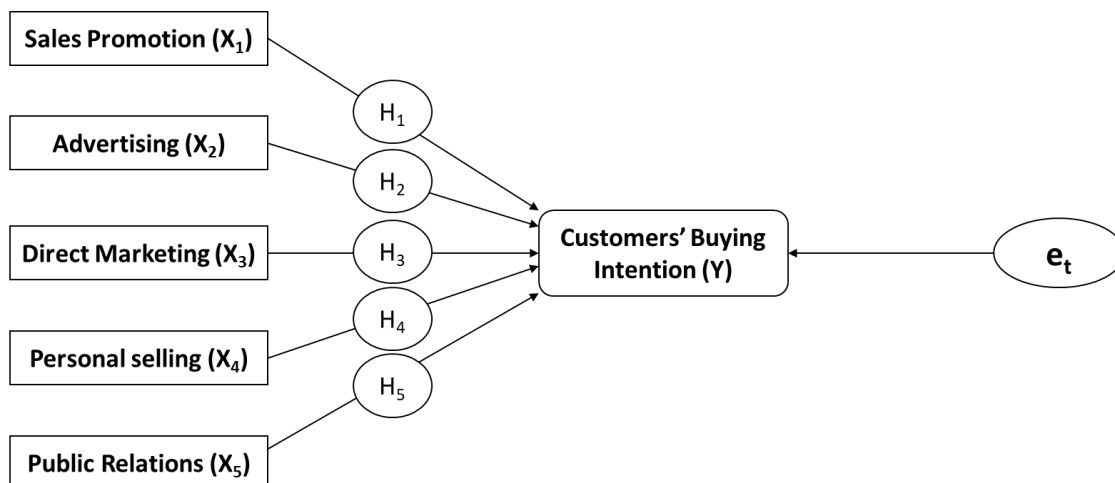 Sales Promotion (X₁)
H₁
Advertising (X₂)
H₂
Direct Marketing (X₃)
H₃
Customers’ Buying
Intention (Y)
eₜ
Personal selling (X₄)
H₄
Public Relations (X₅)
H₅